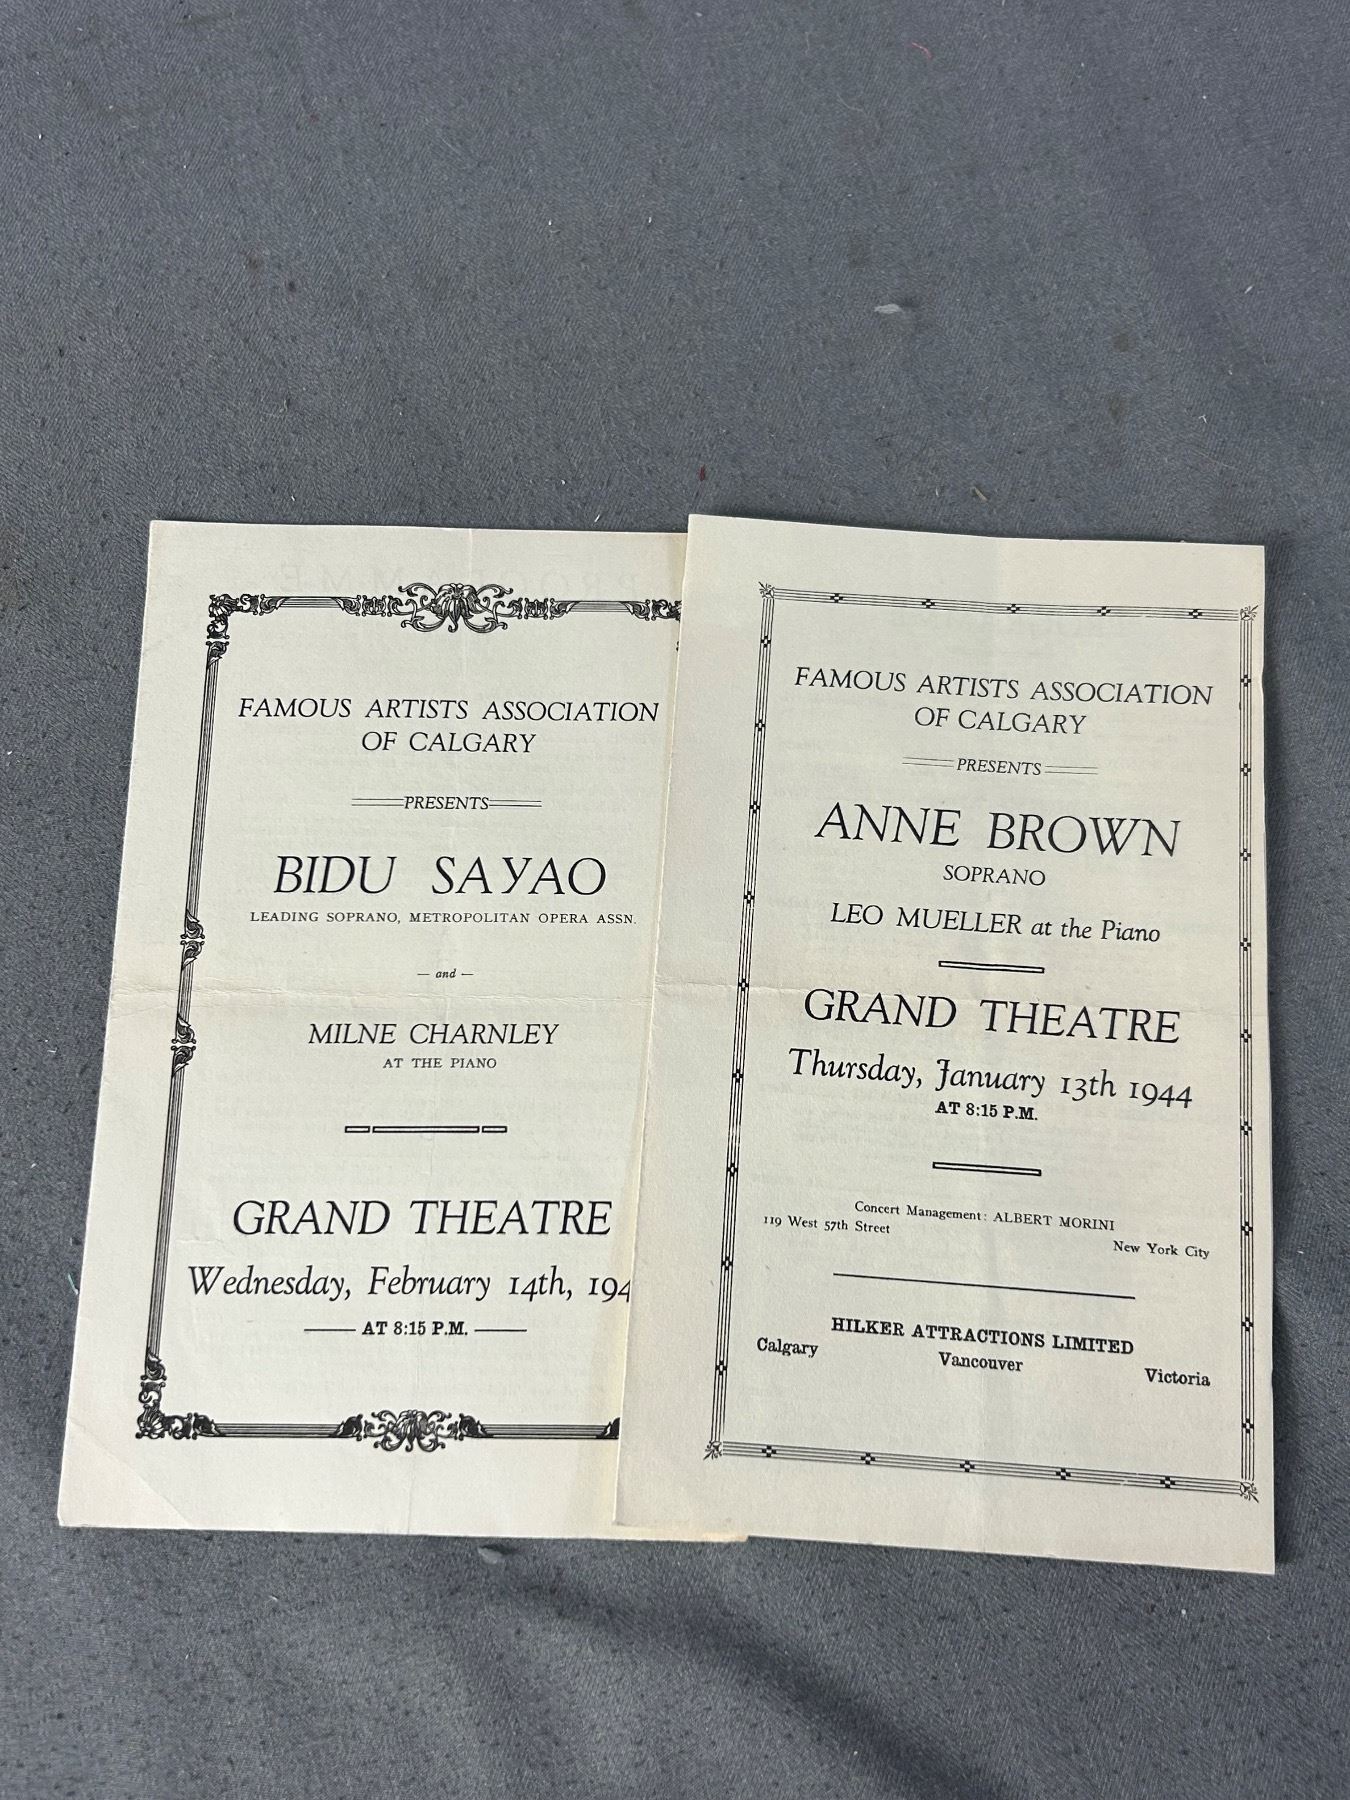 FAMOUS ARTISTS ASSOCIATION
OF CALGARY
PRESENTS
BIDU SAYAO
LEADING SOPRANO, METROPOLITAN OPERA ASSN.
— and —
MILNE CHARNLEY
AT THE PIANO
GRAND THEATRE
Wednesday, February 14th, 194
AT 8:15 P.M.
FAMOUS ARTISTS ASSOCIATION
OF CALGARY
PRESENTS
ANNE BROWN
SOPRANO
LEO MUELLER at the Piano
GRAND THEATRE
Thursday, January 13th 1944
AT 8:15 P.M.
Concert Management: ALBERT MORINI
119 West 57th Street
New York City
HILKER ATTRACTIONS LIMITED
Calgary Vancouver Victoria